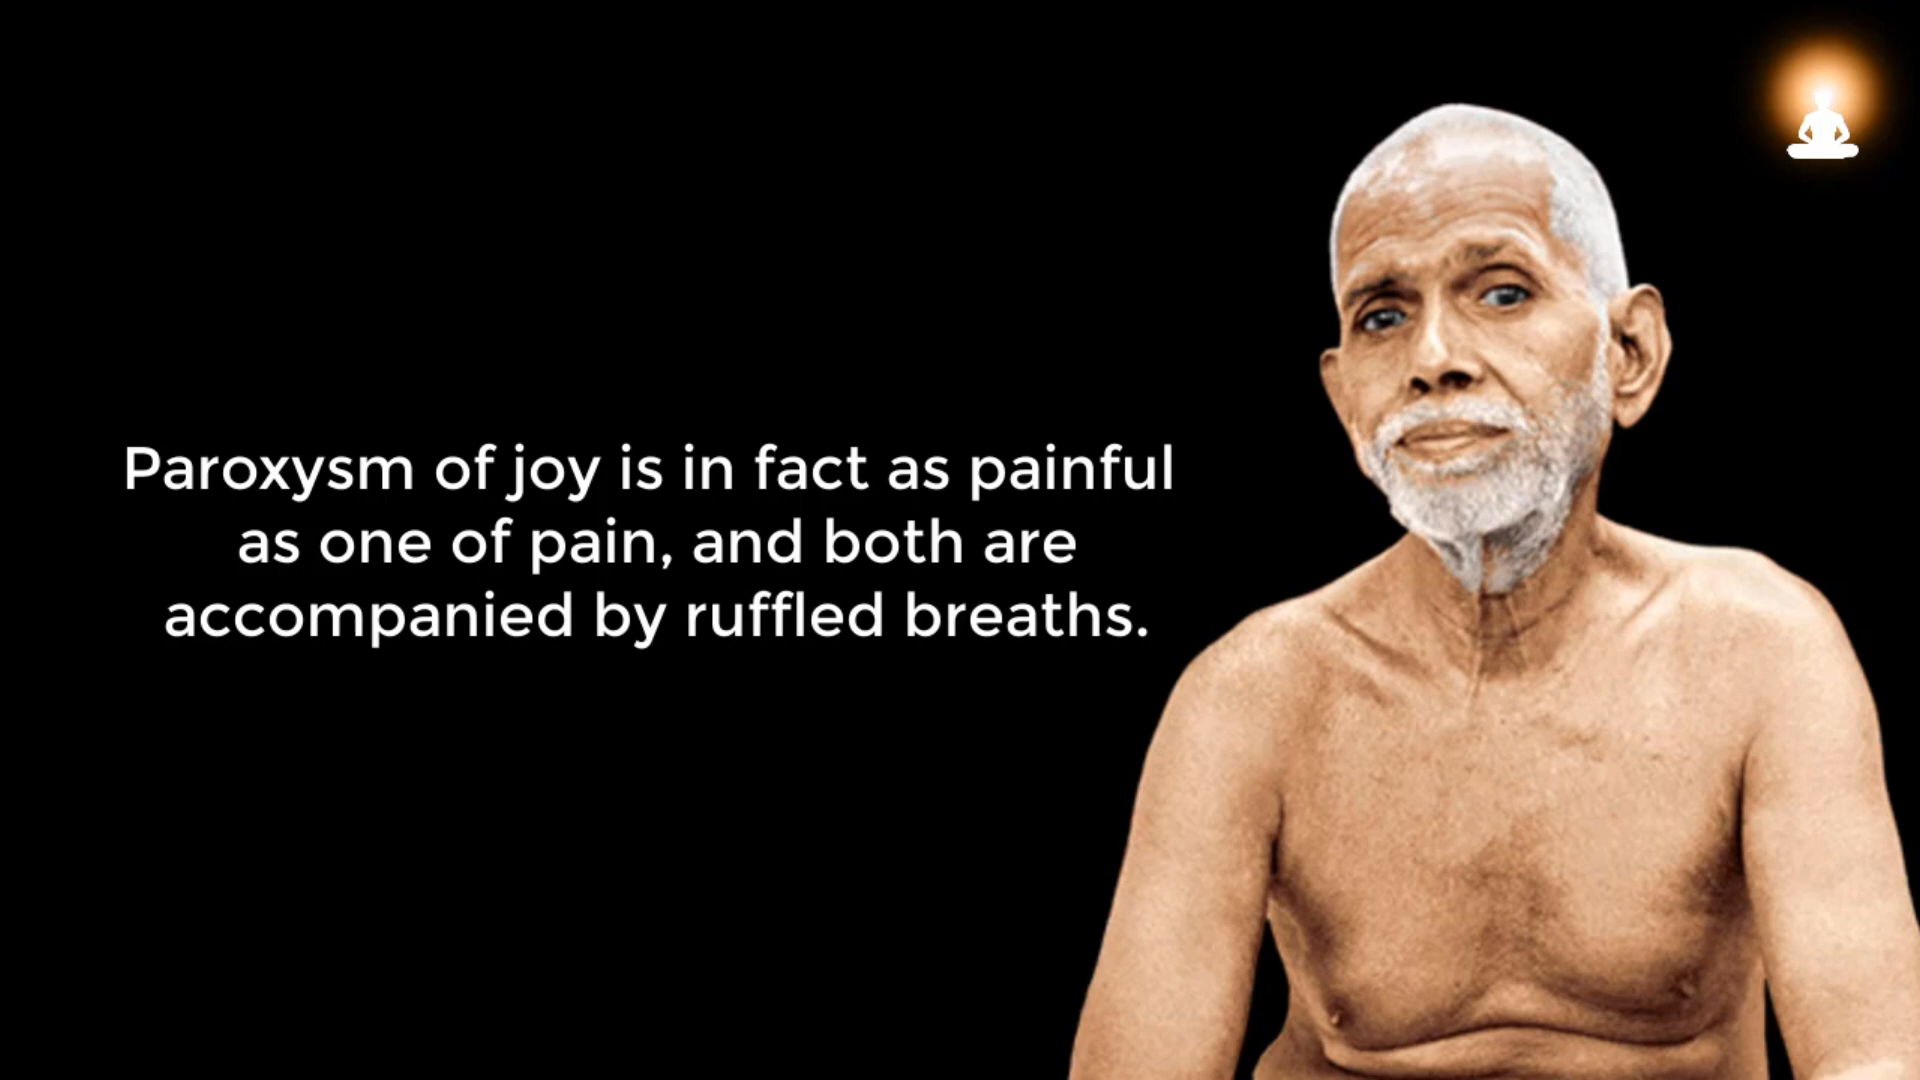 Paroxysm of joy is in fact as painful
as one of pain, and both are
accompanied by ruffled breaths.